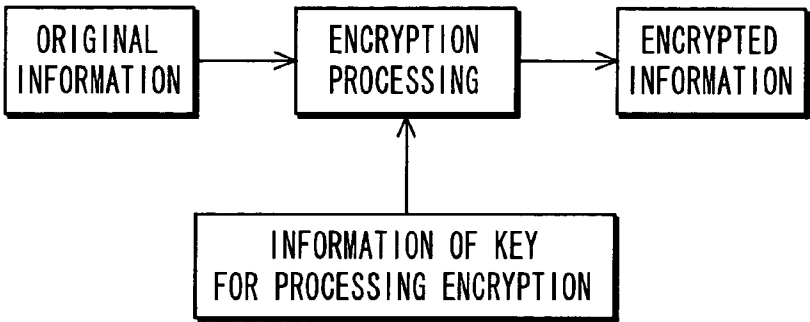 ORIGINAL
INFORMATION
ENCRYPTION
PROCESSING
ENCRYPTED
INFORMATION
INFORMATION OF KEY
FOR PROCESSING ENCRYPTION